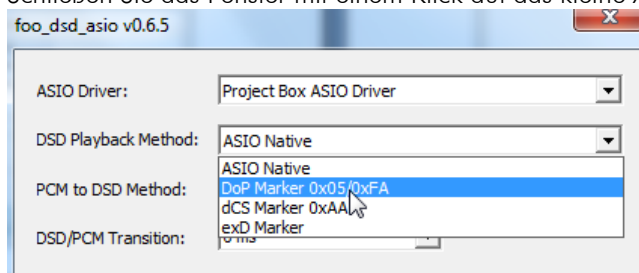 foo_dsd_asio v0.6.5
ASIO Driver: Project Box ASIO Driver
DSD Playback Method: ASIO Native
ASIO Native
PCM to DSD Method: DoP Marker 0x05/0xFA
dCS Marker 0xAA
exD Marker
DSD/PCM Transition: